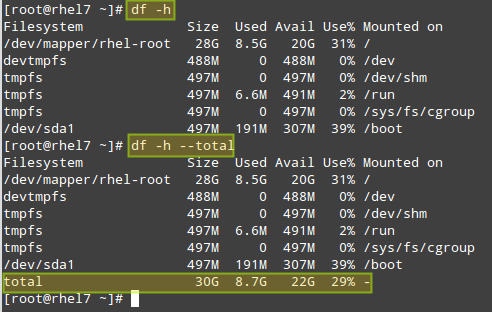 [root@rhel7 ~]# df -h
Filesystem Size Used Avail Use% Mounted on
/dev/mapper/rhel-root 28G 8.5G 20G 31% /
devtmpfs 488M 0 488M 0% /dev
tmpfs 497M 0 497M 0% /dev/shm
tmpfs 497M 6.6M 491M 2% /run
tmpfs 497M 0 497M 0% /sys/fs/cgroup
/dev/sda1 497M 191M 307M 39% /boot
[root@rhel7 ~]# df -h --total
Filesystem Size Used Avail Use% Mounted on
/dev/mapper/rhel-root 28G 8.5G 20G 31% /
devtmpfs 488M 0 488M 0% /dev
tmpfs 497M 0 497M 0% /dev/shm
tmpfs 497M 6.6M 491M 2% /run
tmpfs 497M 0 497M 0% /sys/fs/cgroup
/dev/sda1 497M 191M 307M 39% /boot
total 30G 8.7G 22G 29% -
[root@rhel7 ~]#